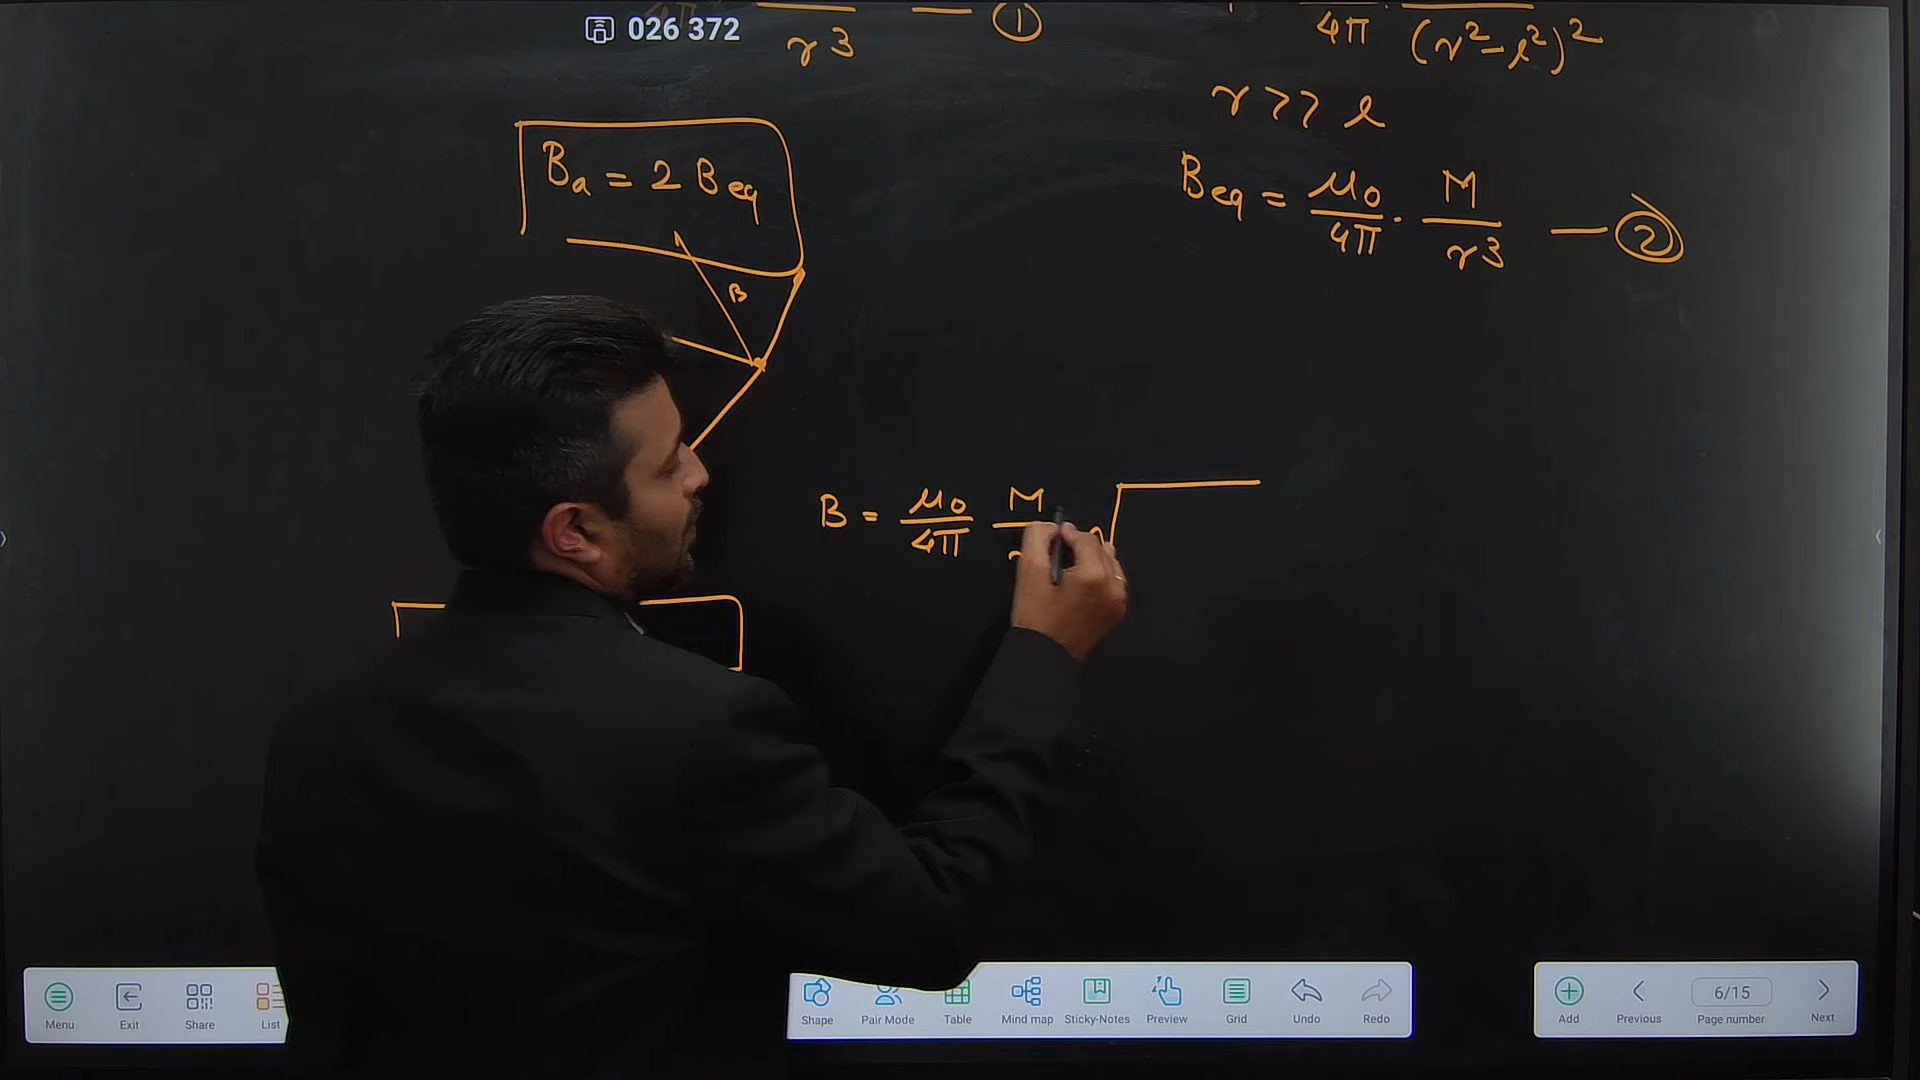 026 372
r3 — ①
4π (r²-l²)²
r >> l
Ba = 2 Beq
Beq = μ0/4π · M/r3 — ②
B
B = μ0/4π M
Menu Exit Share List Shape Pair Mode Table Mind map Sticky-Notes Preview Grid Undo Redo Add Previous 6/15 Page number Next